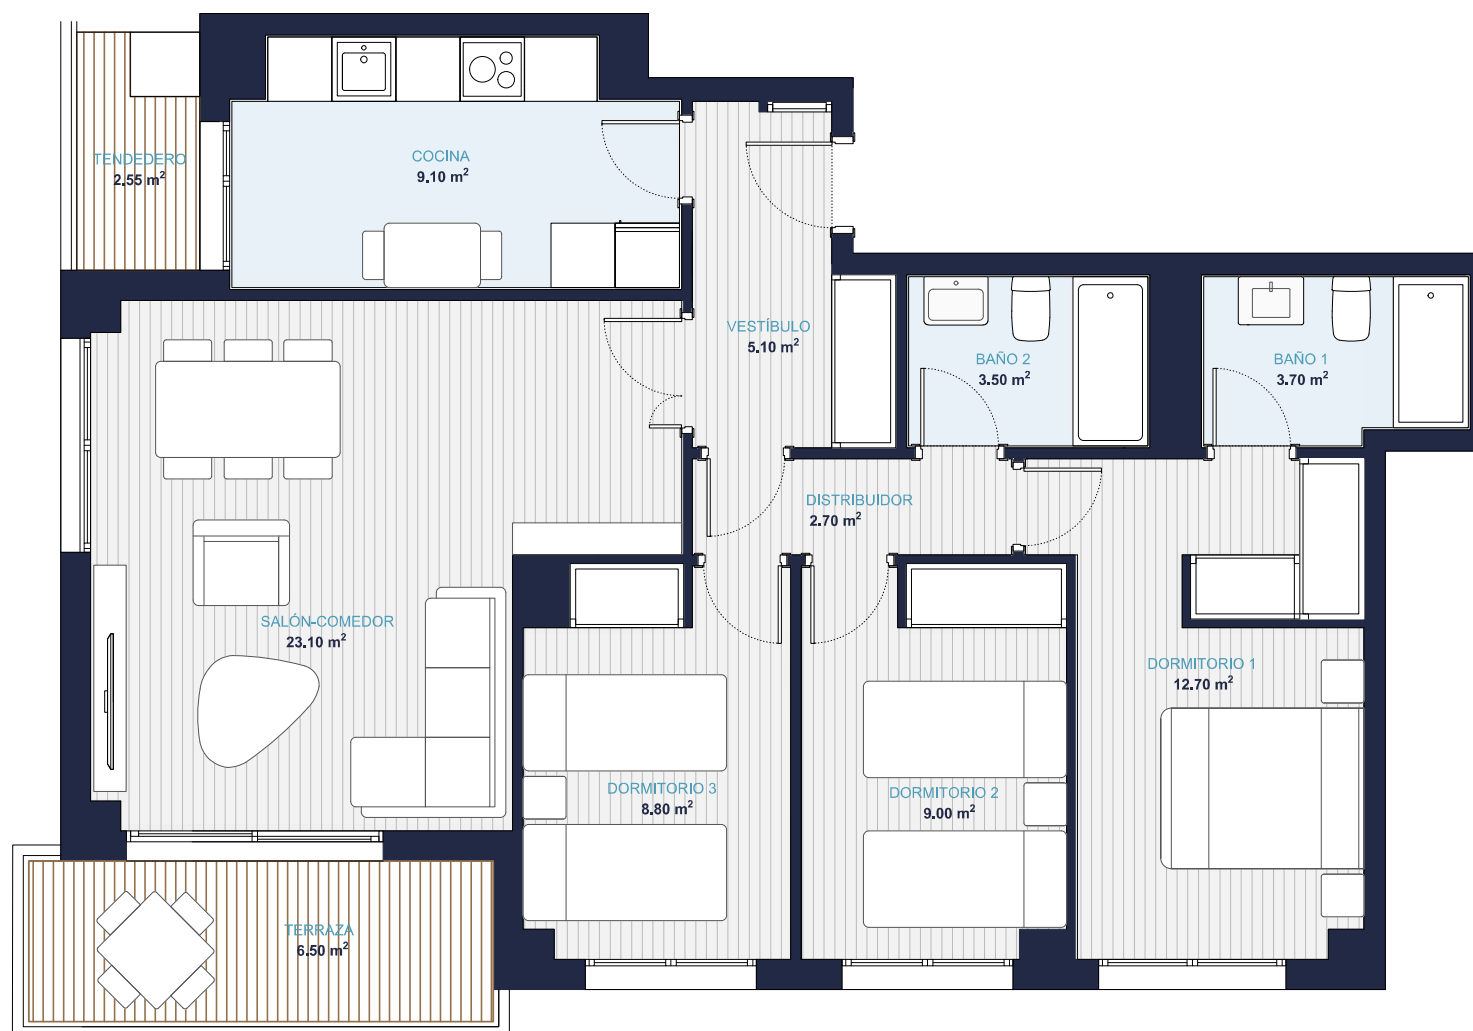 TENDEDERO
2.55 m²
COCINA
9.10 m²
VESTÍBULO
5.10 m²
BAÑO 2
3.50 m²
BAÑO 1
3.70 m²
DISTRIBUIDOR
2.70 m²
SALÓN-COMEDOR
23.10 m²
DORMITORIO 1
12.70 m²
DORMITORIO 3
8.80 m²
DORMITORIO 2
9.00 m²
TERRAZA
6.50 m²